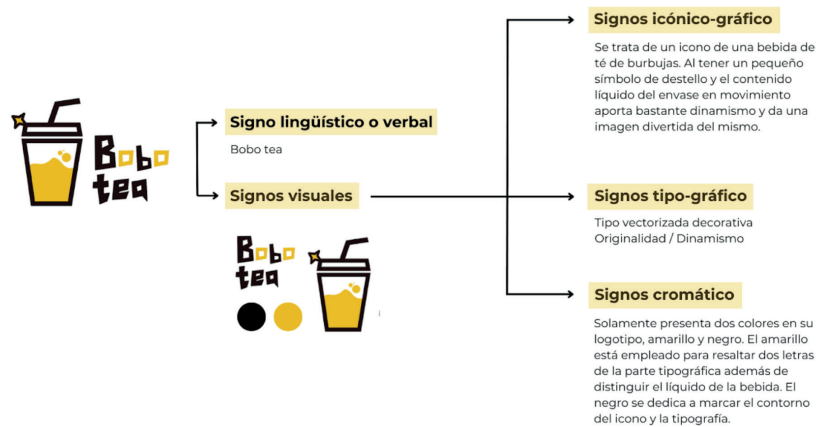 Bobo
tea
Signo lingüístico o verbal
Bobo tea
Signos visuales
Bobo
tea
Signos icónico-gráfico
Se trata de un icono de una bebida de
té de burbujas. Al tener un pequeño
símbolo de destello y el contenido
líquido del envase en movimiento
aporta bastante dinamismo y da una
imagen divertida del mismo.
Signos tipo-gráfico
Tipo vectorizada decorativa
Originalidad / Dinamismo
Signos cromático
Solamente presenta dos colores en su
logotipo, amarillo y negro. El amarillo
está empleado para resaltar dos letras
de la parte tipográfica además de
distinguir el líquido de la bebida. El
negro se dedica a marcar el contorno
del icono y la tipografía.